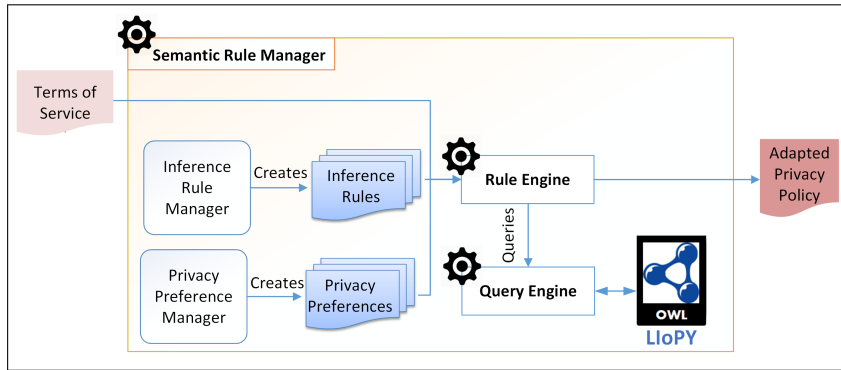 Semantic Rule Manager
Terms of
Service
Inference
Rule
Manager
Creates
Inference
Rules
Rule Engine
Adapted
Privacy
Policy
Queries
Privacy
Preference
Manager
Creates
Privacy
Preferences
Query Engine
OWL
LIoPY